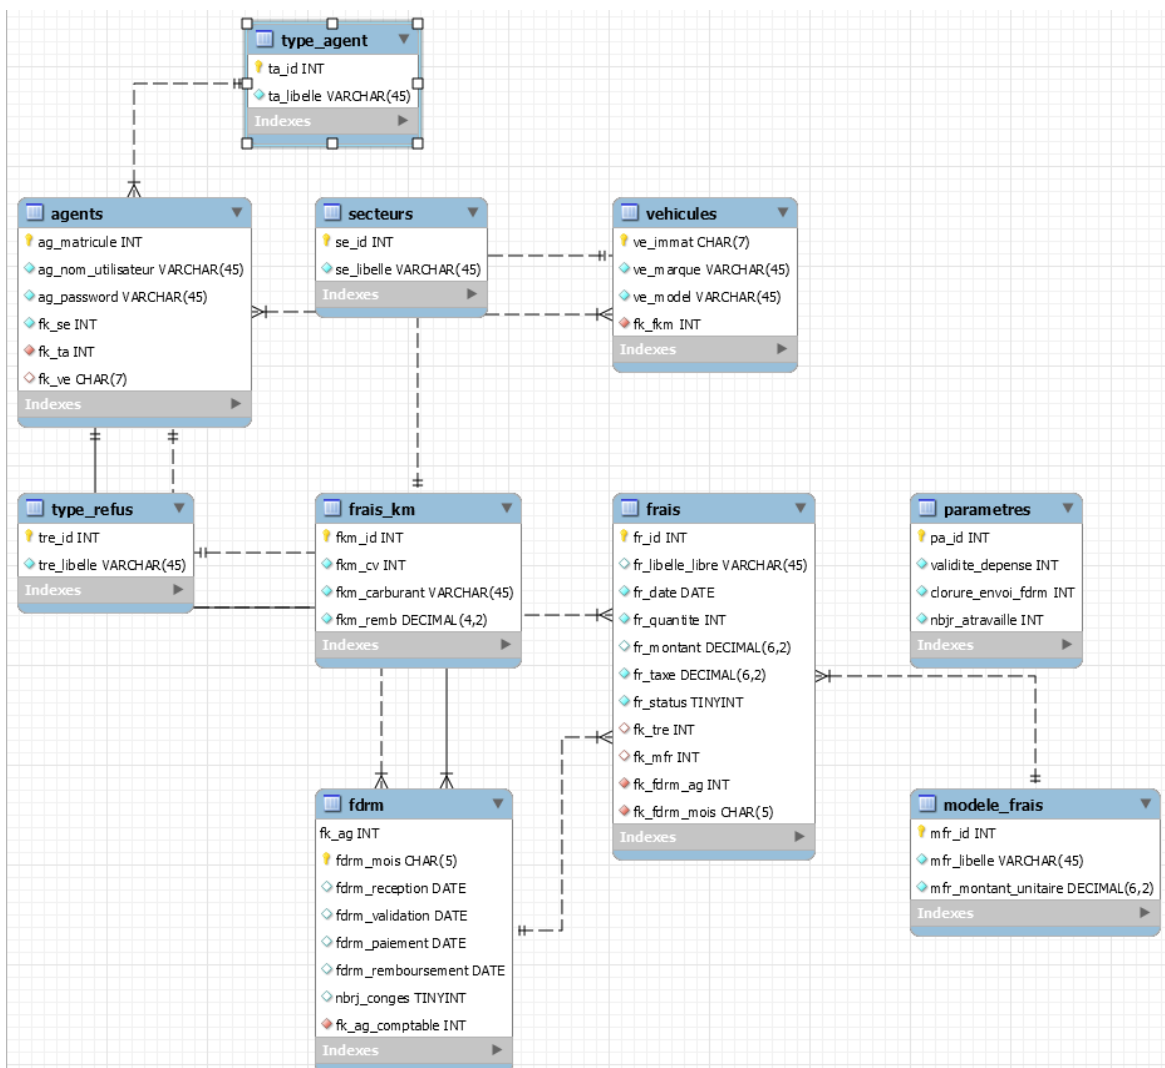 type_agent
ta_id INT
ta_libelle VARCHAR(45)
Indexes
agents
ag_matricule INT
ag_nom_utilisateur VARCHAR(45)
ag_password VARCHAR(45)
fk_se INT
fk_ta INT
fk_ve CHAR(7)
Indexes
secteurs
se_id INT
se_libelle VARCHAR(45)
Indexes
vehicules
ve_immat CHAR(7)
ve_marque VARCHAR(45)
ve_model VARCHAR(45)
fk_fkm INT
Indexes
type_refus
tre_id INT
tre_libelle VARCHAR(45)
Indexes
frais_km
fkm_id INT
fkm_cv INT
fkm_carburant VARCHAR(45)
fkm_remb DECIMAL(4,2)
Indexes
frais
fr_id INT
fr_libelle_libre VARCHAR(45)
fr_date DATE
fr_quantite INT
fr_montant DECIMAL(6,2)
fr_taxe DECIMAL(6,2)
fr_status TINYINT
fk_tre INT
fk_mfr INT
fk_fdrm_ag INT
fk_fdrm_mois CHAR(5)
Indexes
parametres
pa_id INT
validite_depense INT
clorure_envoi_fdrm INT
nbjr_atravaille INT
Indexes
fdrm
fk_ag INT
fdrm_mois CHAR(5)
fdrm_reception DATE
fdrm_validation DATE
fdrm_paiement DATE
fdrm_remboursement DATE
nbrj_conges TINYINT
fk_ag_comptable INT
Indexes
modele_frais
mfr_id INT
mfr_libelle VARCHAR(45)
mfr_montant_unitaire DECIMAL(6,2)
Indexes